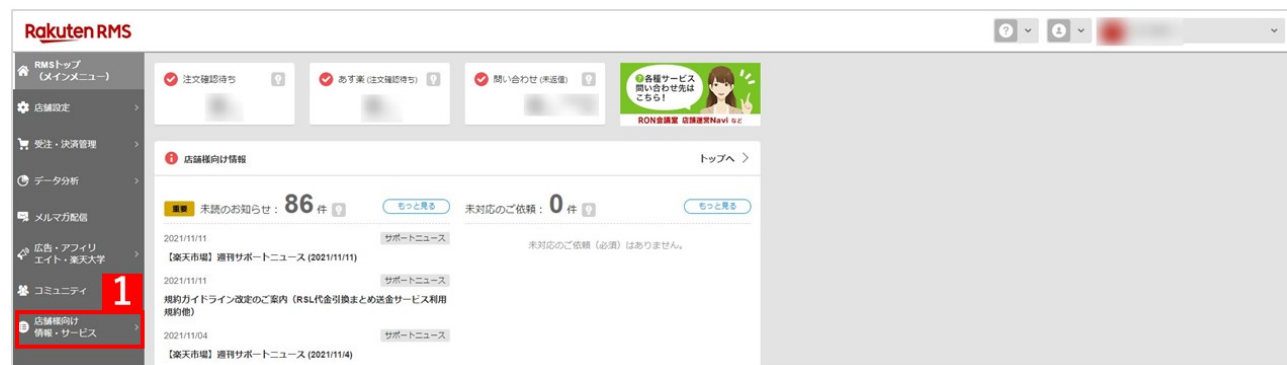 Rakuten RMS
RMSトップ
(メインメニュー)
店舗設定
受注・決済管理
データ分析
メルマガ配信
広告・アフィリ
エイト・楽天大学
コミュニティ
1
店舗様向け
情報・サービス
注文確認待ち
あす楽 (注文確認待ち)
問い合わせ (未返信)
各種サービス
問い合わせ先は
こちら!
RON会議室 店舗運営Navi など
店舗様向け情報
トップへ
重要 未読のお知らせ: 86 件
もっと見る
未対応のご依頼: 0 件
もっと見る
2021/11/11 サポートニュース
【楽天市場】週刊サポートニュース (2021/11/11)
未対応のご依頼(必須)はありません。
2021/11/11 サポートニュース
規約ガイドライン改定のご案内(RSL代金引換まとめ送金サービス利用
規約他)
2021/11/04 サポートニュース
【楽天市場】週刊サポートニュース (2021/11/4)